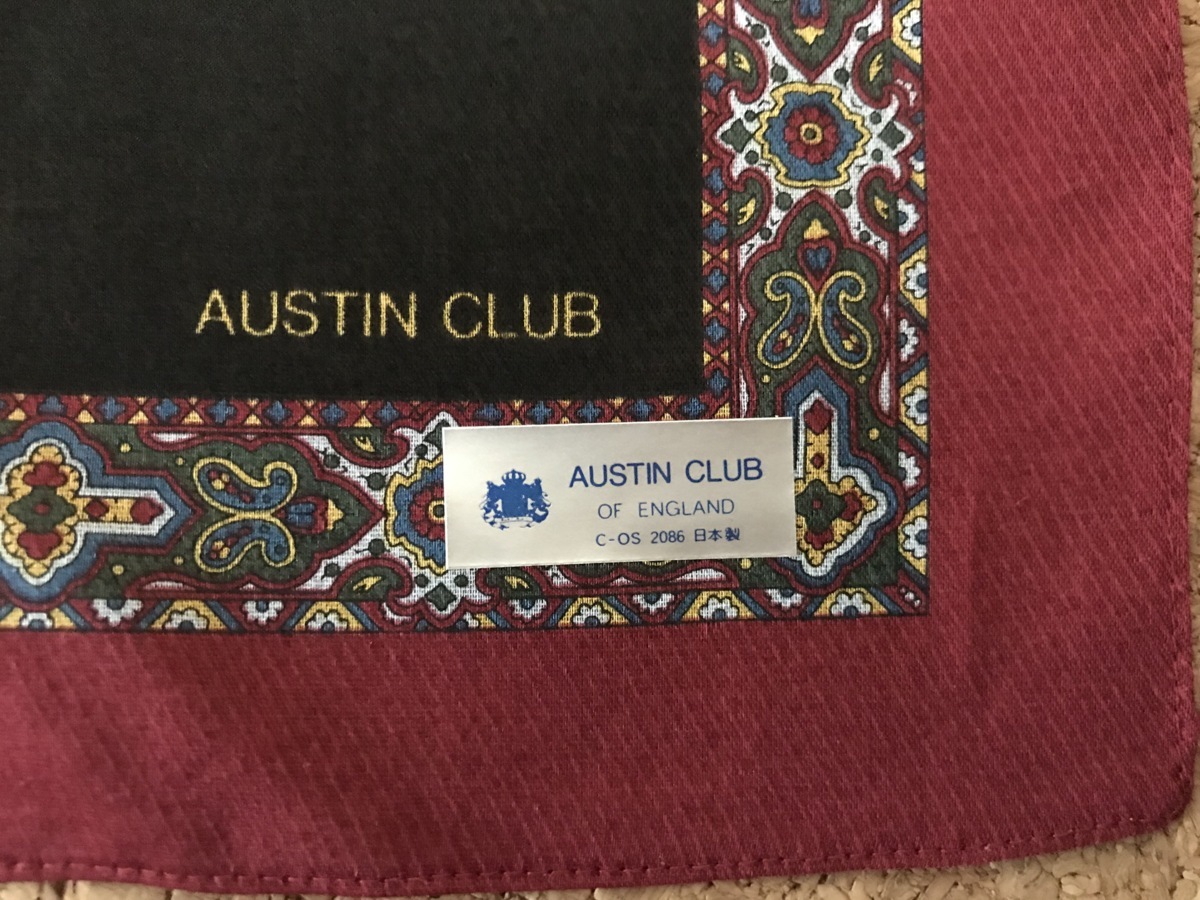 AUSTIN CLUB
AUSTIN CLUB
OF ENGLAND
C-OS 2086 日本製